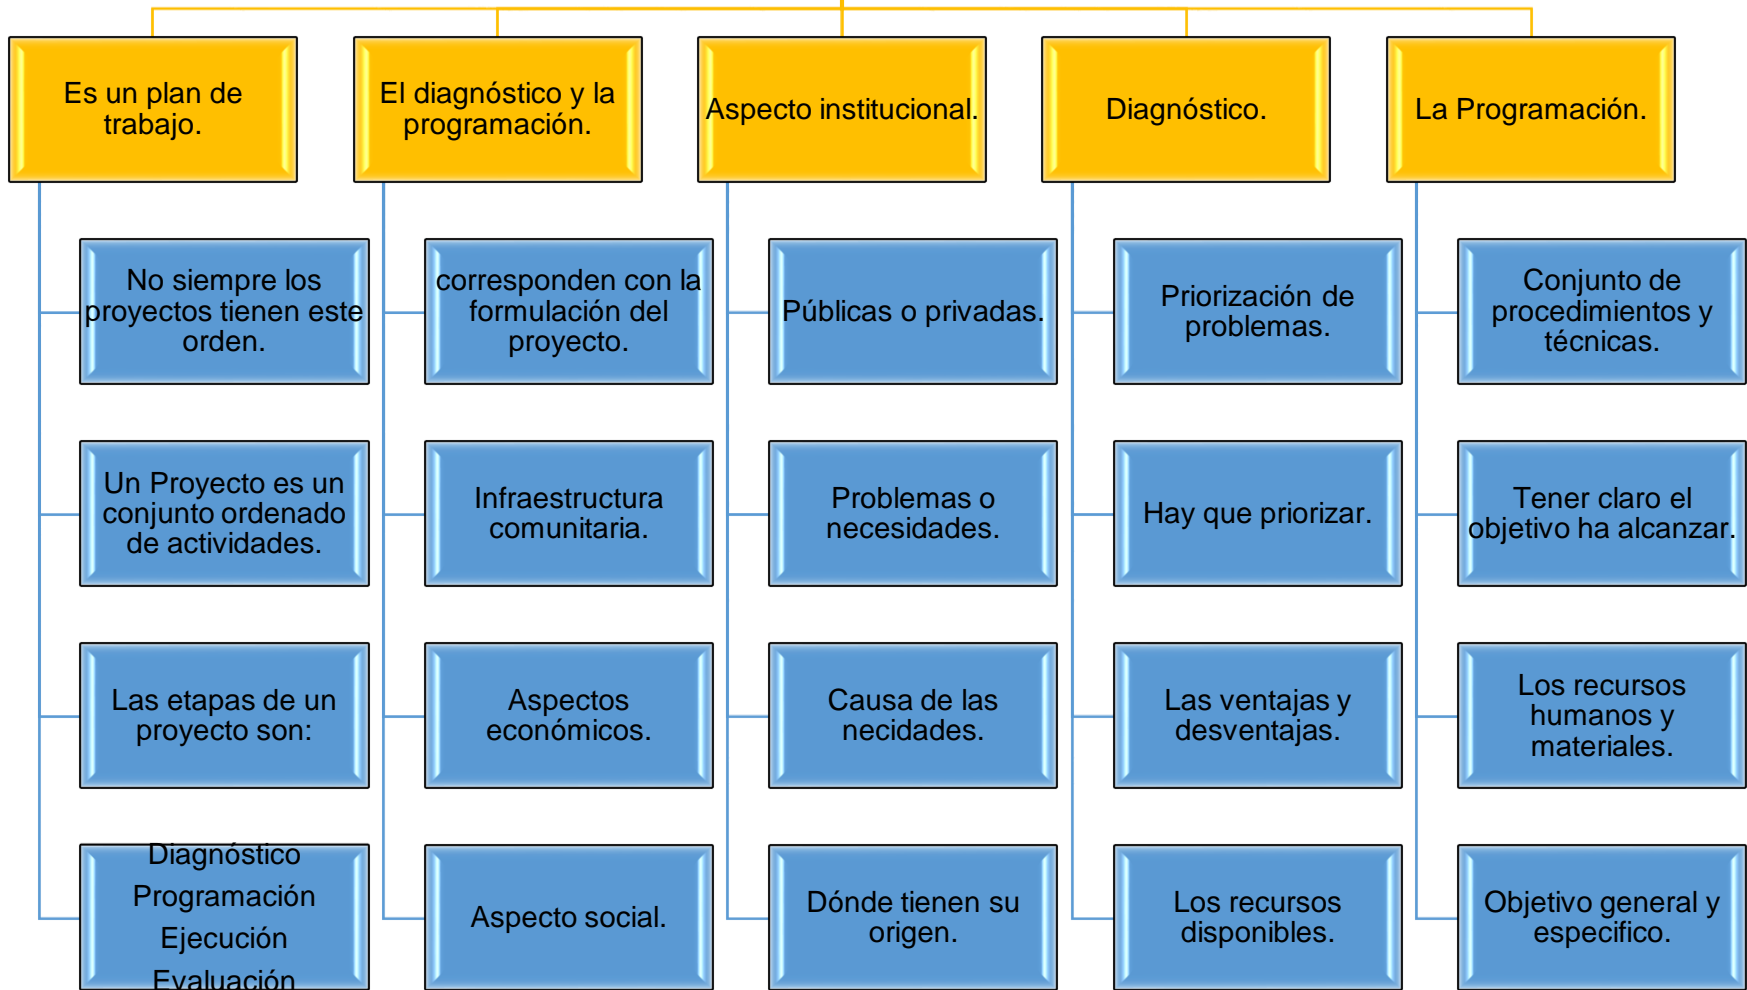 Es un plan de
trabajo.
El diagnóstico y la
programación.
Aspecto institucional.
Diagnóstico.
La Programación.
No siempre los
proyectos tienen este
orden.
corresponden con la
formulación del
proyecto.
Públicas o privadas.
Priorización de
problemas.
Conjunto de
procedimientos y
técnicas.
Un Proyecto es un
conjunto ordenado
de actividades.
Infraestructura
comunitaria.
Problemas o
necesidades.
Hay que priorizar.
Tener claro el
objetivo ha alcanzar.
Las etapas de un
proyecto son:
Aspectos
económicos.
Causa de las
necidades.
Las ventajas y
desventajas.
Los recursos
humanos y
materiales.
Diagnóstico
Programación
Ejecución
Evaluación
Aspecto social.
Dónde tienen su
origen.
Los recursos
disponibles.
Objetivo general y
especifico.